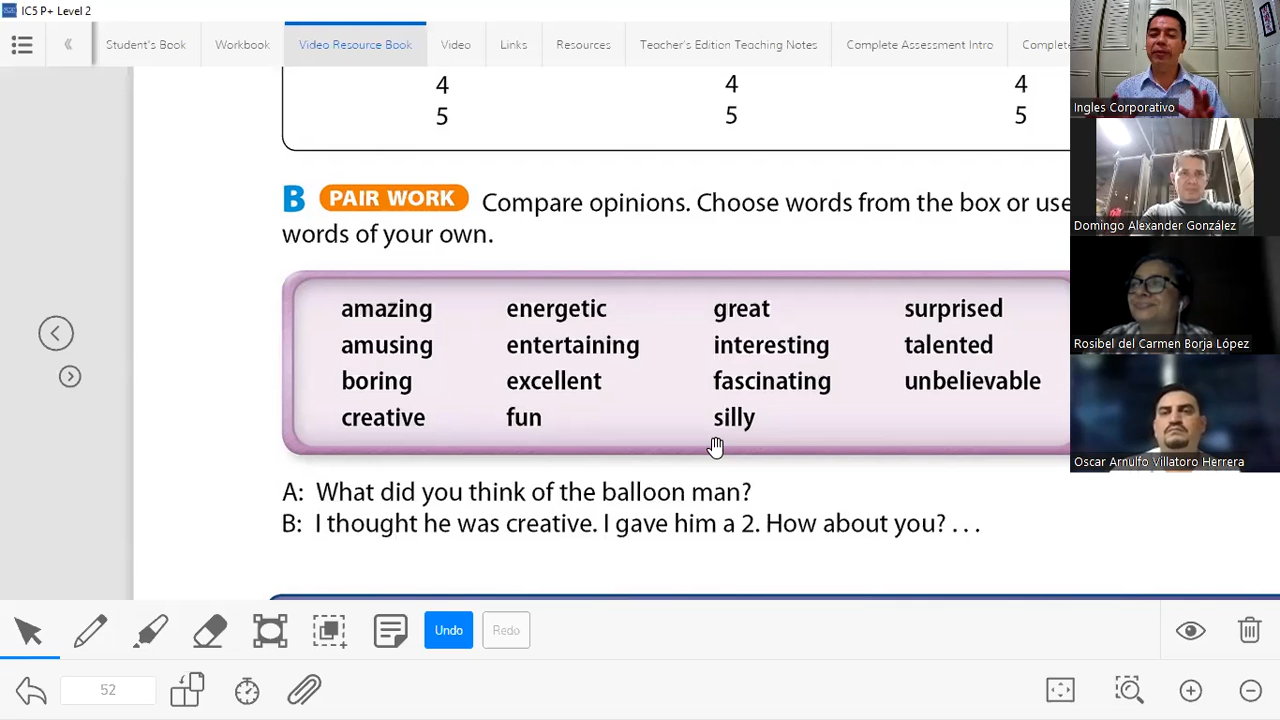 IC5 P+ Level 2
Student's Book Workbook Video Resource Book Video Links Resources Teacher's Edition Teaching Notes Complete Assessment Intro Complete
4 4 4
5 5 5
B PAIR WORK Compare opinions. Choose words from the box or use
words of your own.
amazing energetic great surprised
amusing entertaining interesting talented
boring excellent fascinating unbelievable
creative fun silly
A: What did you think of the balloon man?
B: I thought he was creative. I gave him a 2. How about you? . . .
Undo Redo
52
Ingles Corporativo
Domingo Alexander González
Rosibel del Carmen Borja López
Oscar Arnulfo Villatoro Herrera